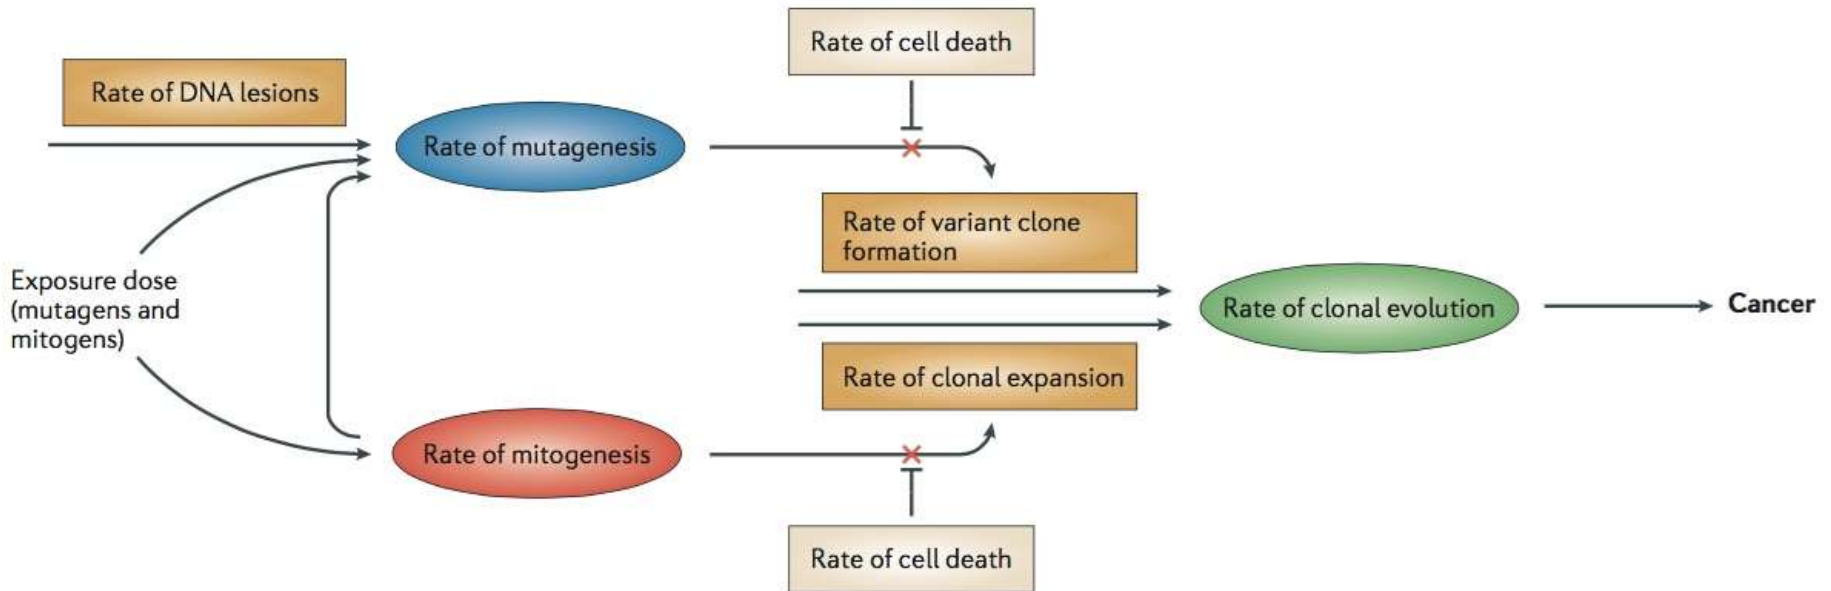 Rate of cell death
Rate of DNA lesions
Rate of mutagenesis
Rate of variant clone
formation
Exposure dose
(mutagens and
mitogens)
Rate of clonal evolution
Cancer
Rate of clonal expansion
Rate of mitogenesis
Rate of cell death